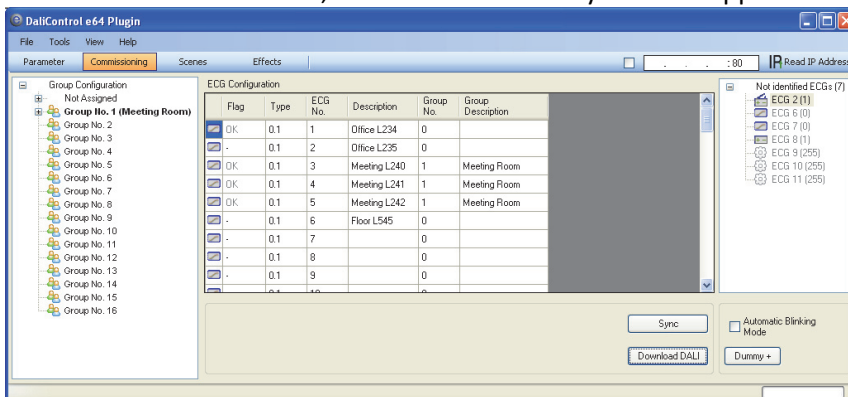 DaliControl e64 Plugin
File Tools View Help
Parameter Commissioning Scenes Effects . . . : 80 IR Read IP Address
Group Configuration
Not Assigned
Group No. 1 (Meeting Room)
Group No. 2
Group No. 3
Group No. 4
Group No. 5
Group No. 6
Group No. 7
Group No. 8
Group No. 9
Group No. 10
Group No. 11
Group No. 12
Group No. 13
Group No. 14
Group No. 15
Group No. 16
ECG Configuration
Flag Type ECG No. Description Group No. Group Description
OK 0.1 1 Office L234 0
- 0.1 2 Office L235 0
OK 0.1 3 Meeting L240 1 Meeting Room
OK 0.1 4 Meeting L241 1 Meeting Room
OK 0.1 5 Meeting L242 1 Meeting Room
- 0.1 6 Floor L545 0
- 0.1 7 0
- 0.1 8 0
- 0.1 9 0
Sync
Download DALI
Not identified ECGs (7)
ECG 2 (1)
ECG 6 (0)
ECG 7 (0)
ECG 8 (1)
ECG 9 (255)
ECG 10 (255)
ECG 11 (255)
Automatic Blinking
Mode
Dummy +